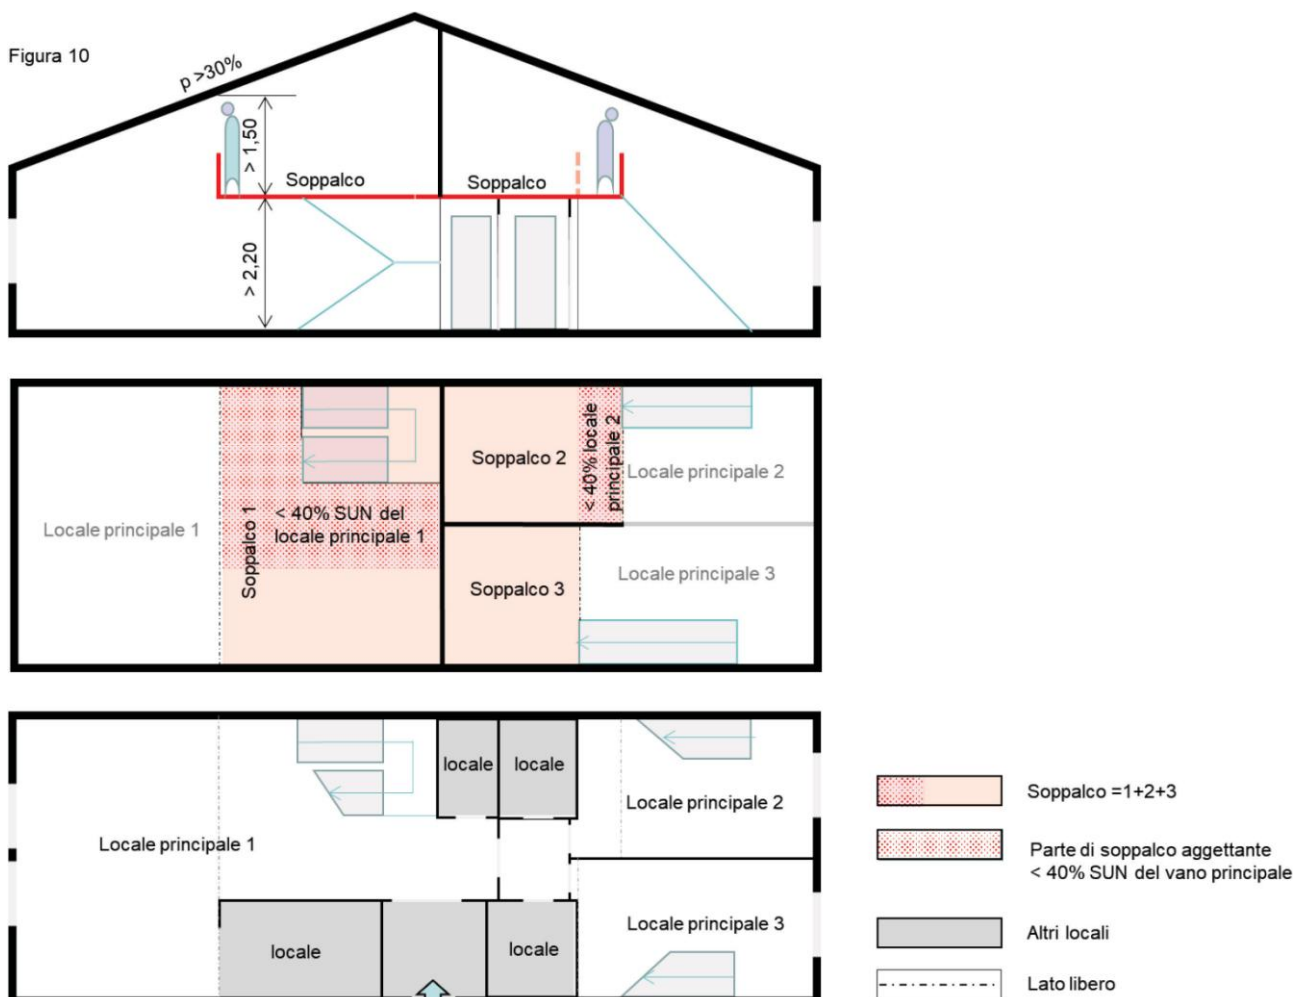 Figura 10
p >30%
> 1,50
Soppalco
Soppalco
> 2,20
Locale principale 1
Soppalco 1
< 40% SUN del
locale principale 1
Soppalco 2
< 40% locale
principale 2
Locale principale 2
Soppalco 3
Locale principale 3
locale
locale
Locale principale 1
Locale principale 2
locale
locale
Locale principale 3
Soppalco =1+2+3
Parte di soppalco aggettante
< 40% SUN del vano principale
Altri locali
Lato libero